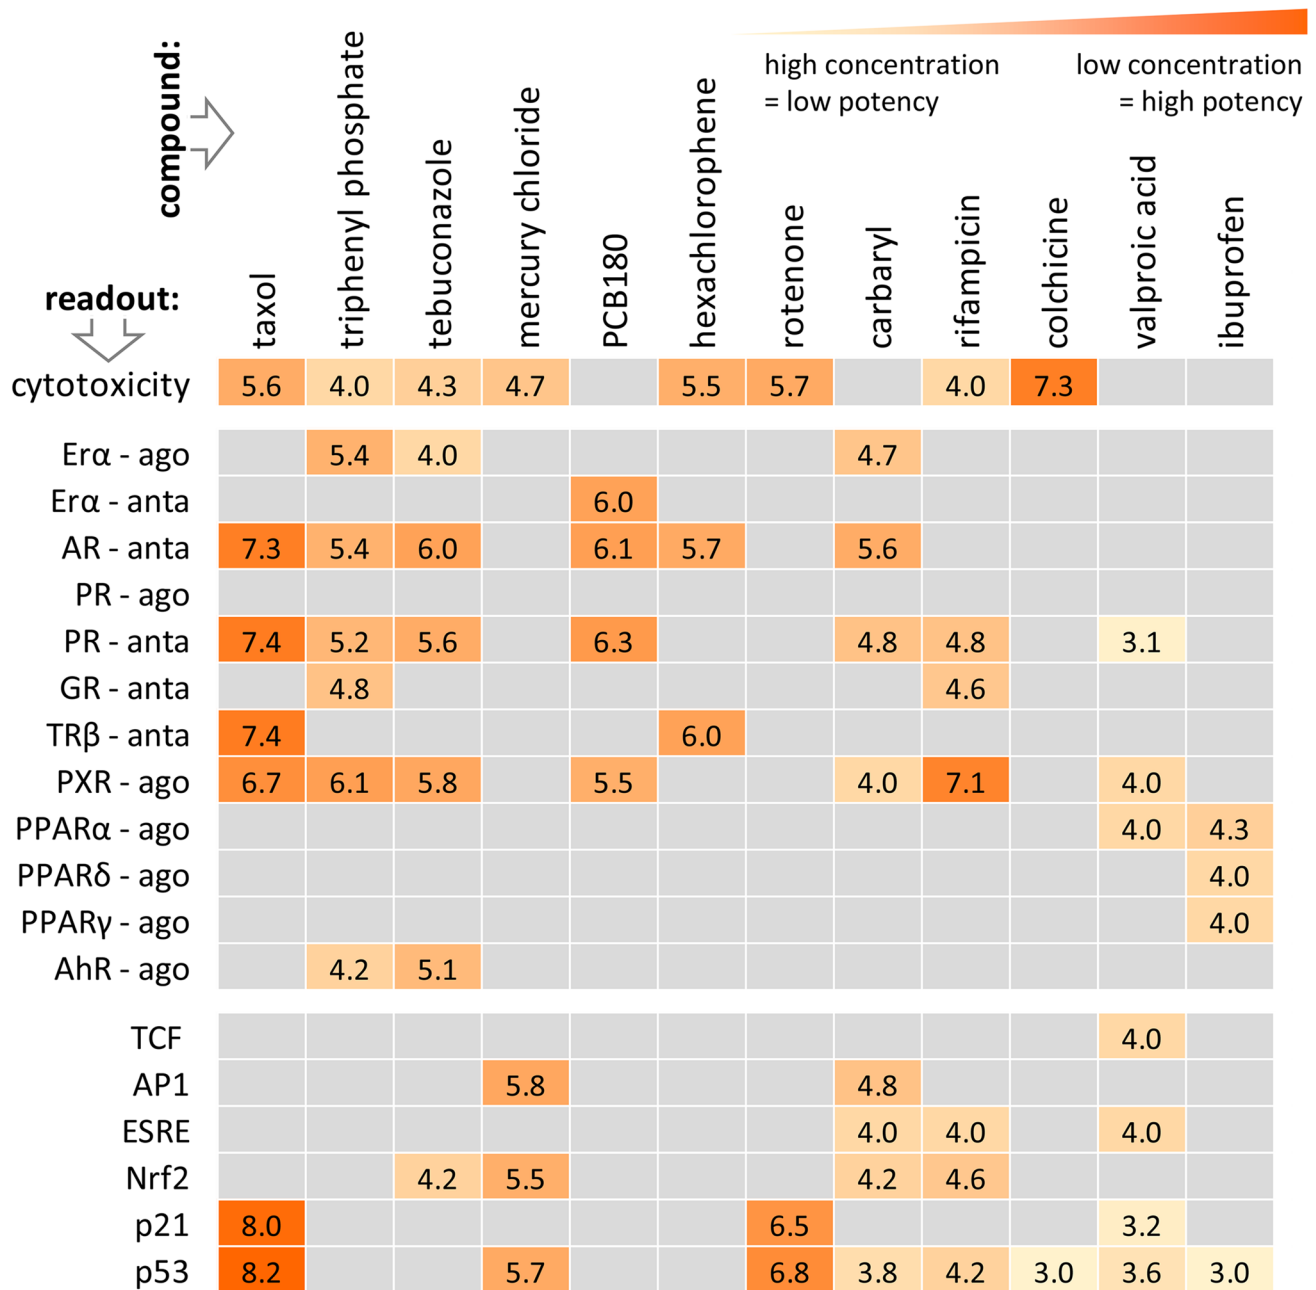 compound:
high concentration
= low potency
low concentration
= high potency
readout:
taxol
triphenyl phosphate
tebuconazole
mercury chloride
PCB180
hexachlorophene
rotenone
carbaryl
rifampicin
colchicine
valproic acid
ibuprofen
cytotoxicity 5.6 4.0 4.3 4.7 5.5 5.7 4.0 7.3
Erα - ago 5.4 4.0 4.7
Erα - anta 6.0
AR - anta 7.3 5.4 6.0 6.1 5.7 5.6
PR - ago
PR - anta 7.4 5.2 5.6 6.3 4.8 4.8 3.1
GR - anta 4.8 4.6
TRβ - anta 7.4 6.0
PXR - ago 6.7 6.1 5.8 5.5 4.0 7.1 4.0
PPARα - ago 4.0 4.3
PPARδ - ago 4.0
PPARγ - ago 4.0
AhR - ago 4.2 5.1
TCF 4.0
AP1 5.8 4.8
ESRE 4.0 4.0 4.0
Nrf2 4.2 5.5 4.2 4.6
p21 8.0 6.5 3.2
p53 8.2 5.7 6.8 3.8 4.2 3.0 3.6 3.0